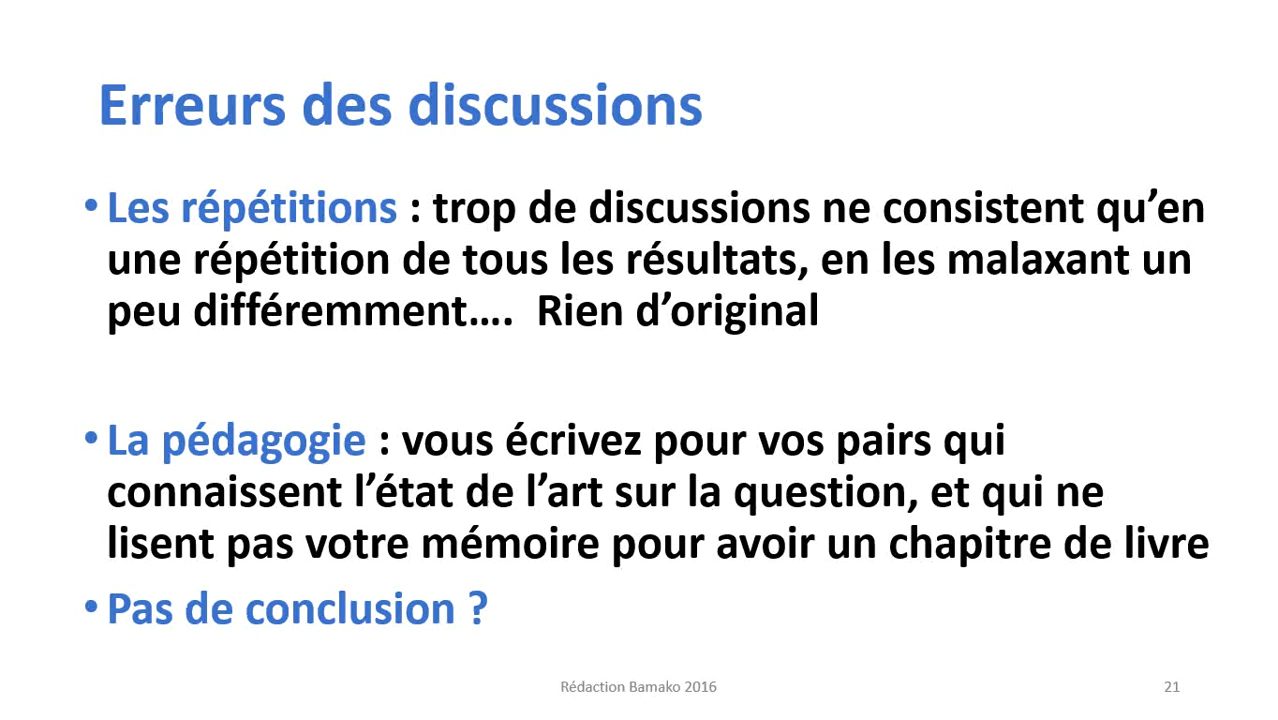 Erreurs des discussions
• Les répétitions : trop de discussions ne consistent qu’en
une répétition de tous les résultats, en les malaxant un
peu différemment…. Rien d’original
• La pédagogie : vous écrivez pour vos pairs qui
connaissent l’état de l’art sur la question, et qui ne
lisent pas votre mémoire pour avoir un chapitre de livre
• Pas de conclusion ?
Rédaction Bamako 2016
21